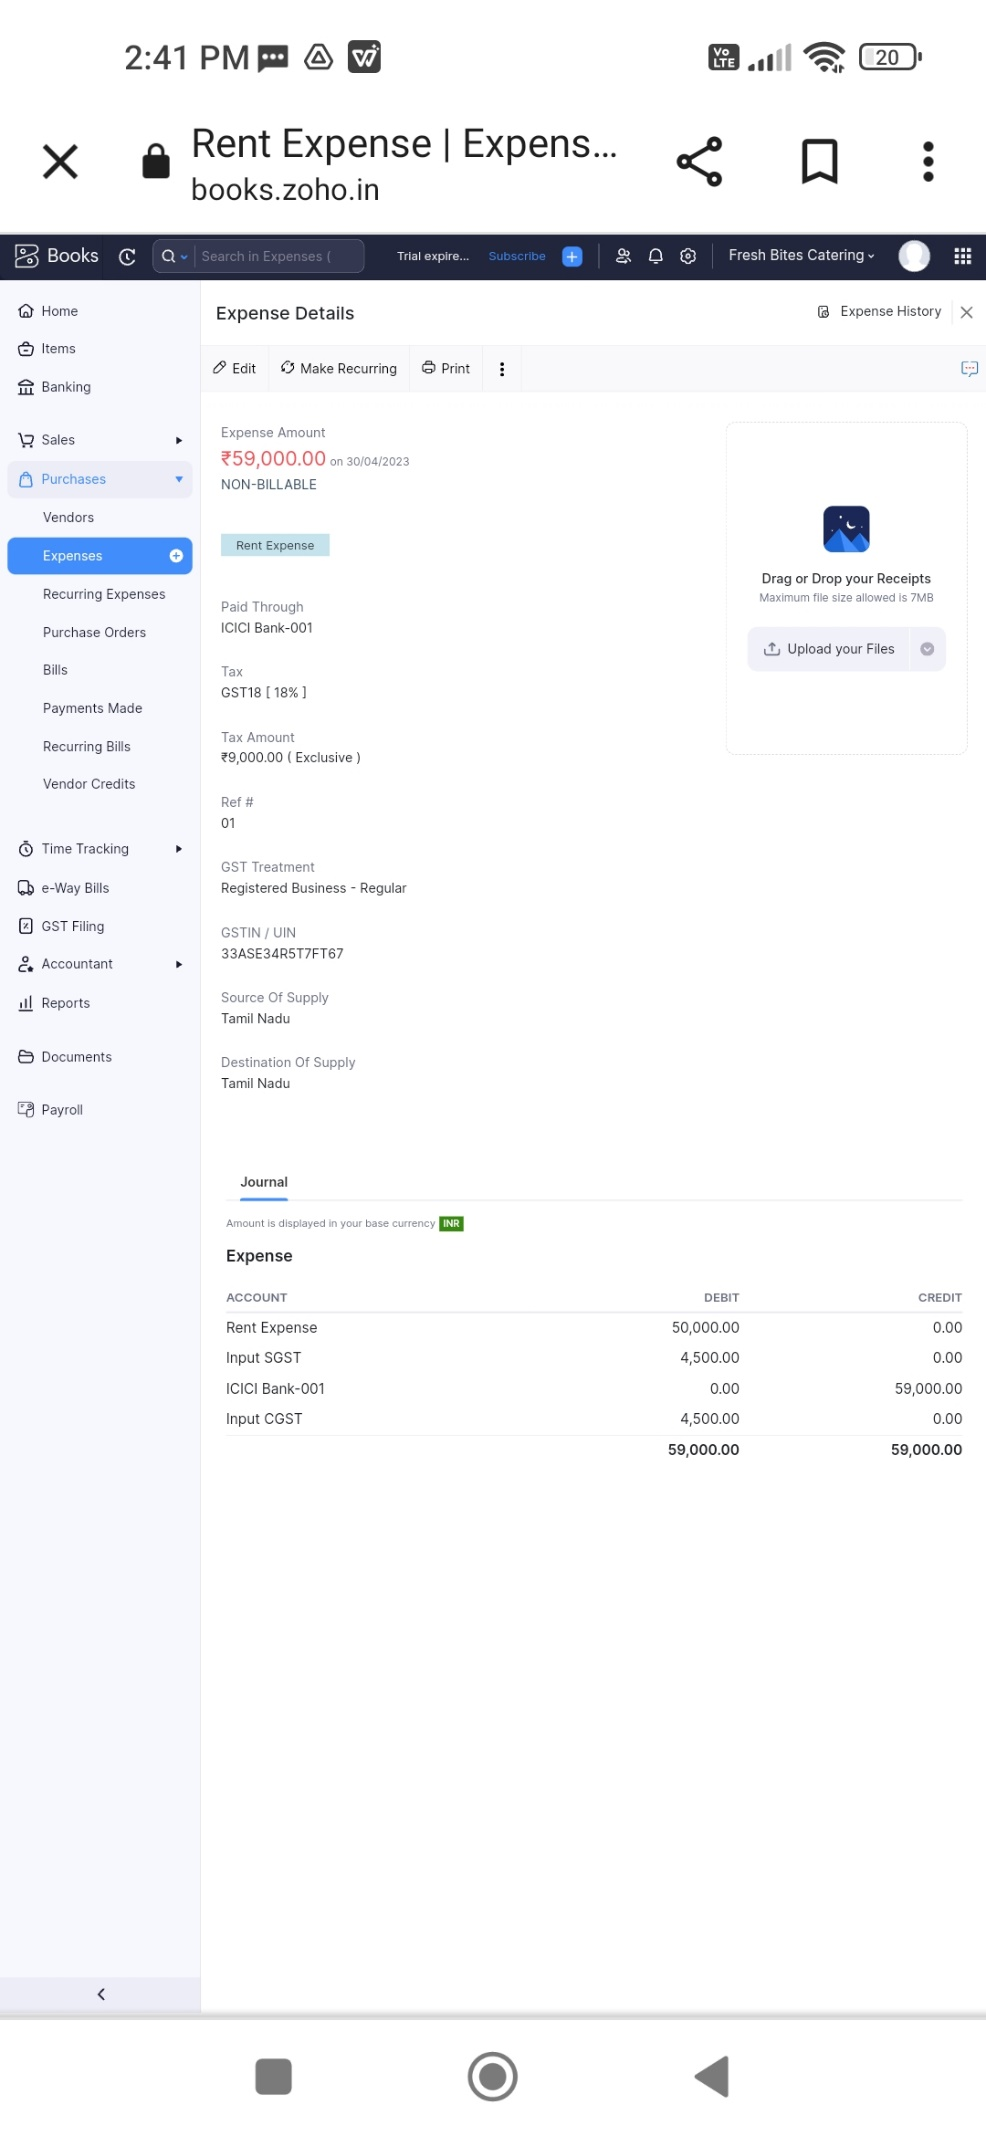 2:41 PM
Vo LTE
20
Rent Expense | Expens...
books.zoho.in
Books
Search in Expenses (
Trial expire...
Subscribe
Fresh Bites Catering
Home
Items
Banking
Sales
Purchases
Vendors
Expenses
Recurring Expenses
Purchase Orders
Bills
Payments Made
Recurring Bills
Vendor Credits
Time Tracking
e-Way Bills
GST Filing
Accountant
Reports
Documents
Payroll
Expense Details
Expense History
Edit
Make Recurring
Print
Expense Amount
₹59,000.00 on 30/04/2023
NON-BILLABLE
Rent Expense
Drag or Drop your Receipts
Maximum file size allowed is 7MB
Upload your Files
Paid Through
ICICI Bank-001
Tax
GST18 [ 18% ]
Tax Amount
₹9,000.00 ( Exclusive )
Ref #
01
GST Treatment
Registered Business - Regular
GSTIN / UIN
33ASE34R5T7FT67
Source Of Supply
Tamil Nadu
Destination Of Supply
Tamil Nadu
Journal
Amount is displayed in your base currency INR
Expense
ACCOUNT DEBIT CREDIT
Rent Expense 50,000.00 0.00
Input SGST 4,500.00 0.00
ICICI Bank-001 0.00 59,000.00
Input CGST 4,500.00 0.00
59,000.00 59,000.00